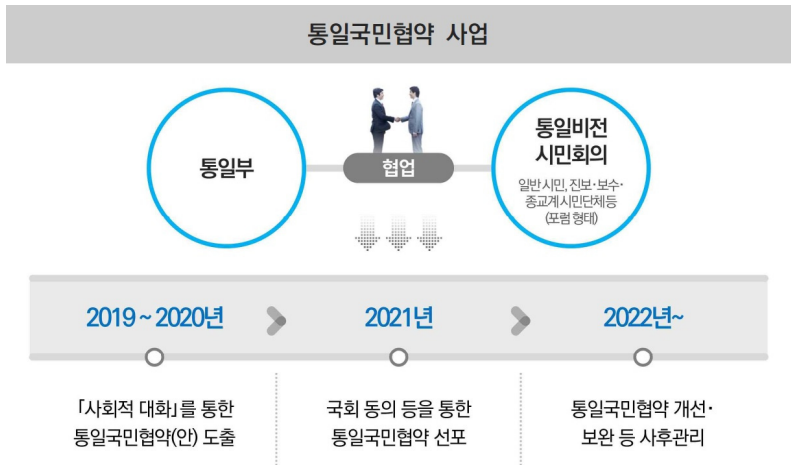 통일국민협약 사업
통일부
협업
통일비전
시민회의
일반 시민, 진보·보수·
종교계 시민단체 등
(포럼 형태)
2019 ~ 2020년
2021년
2022년~
「사회적 대화」를 통한
통일국민협약(안) 도출
국회 동의 등을 통한
통일국민협약 선포
통일국민협약 개선·
보완 등 사후관리